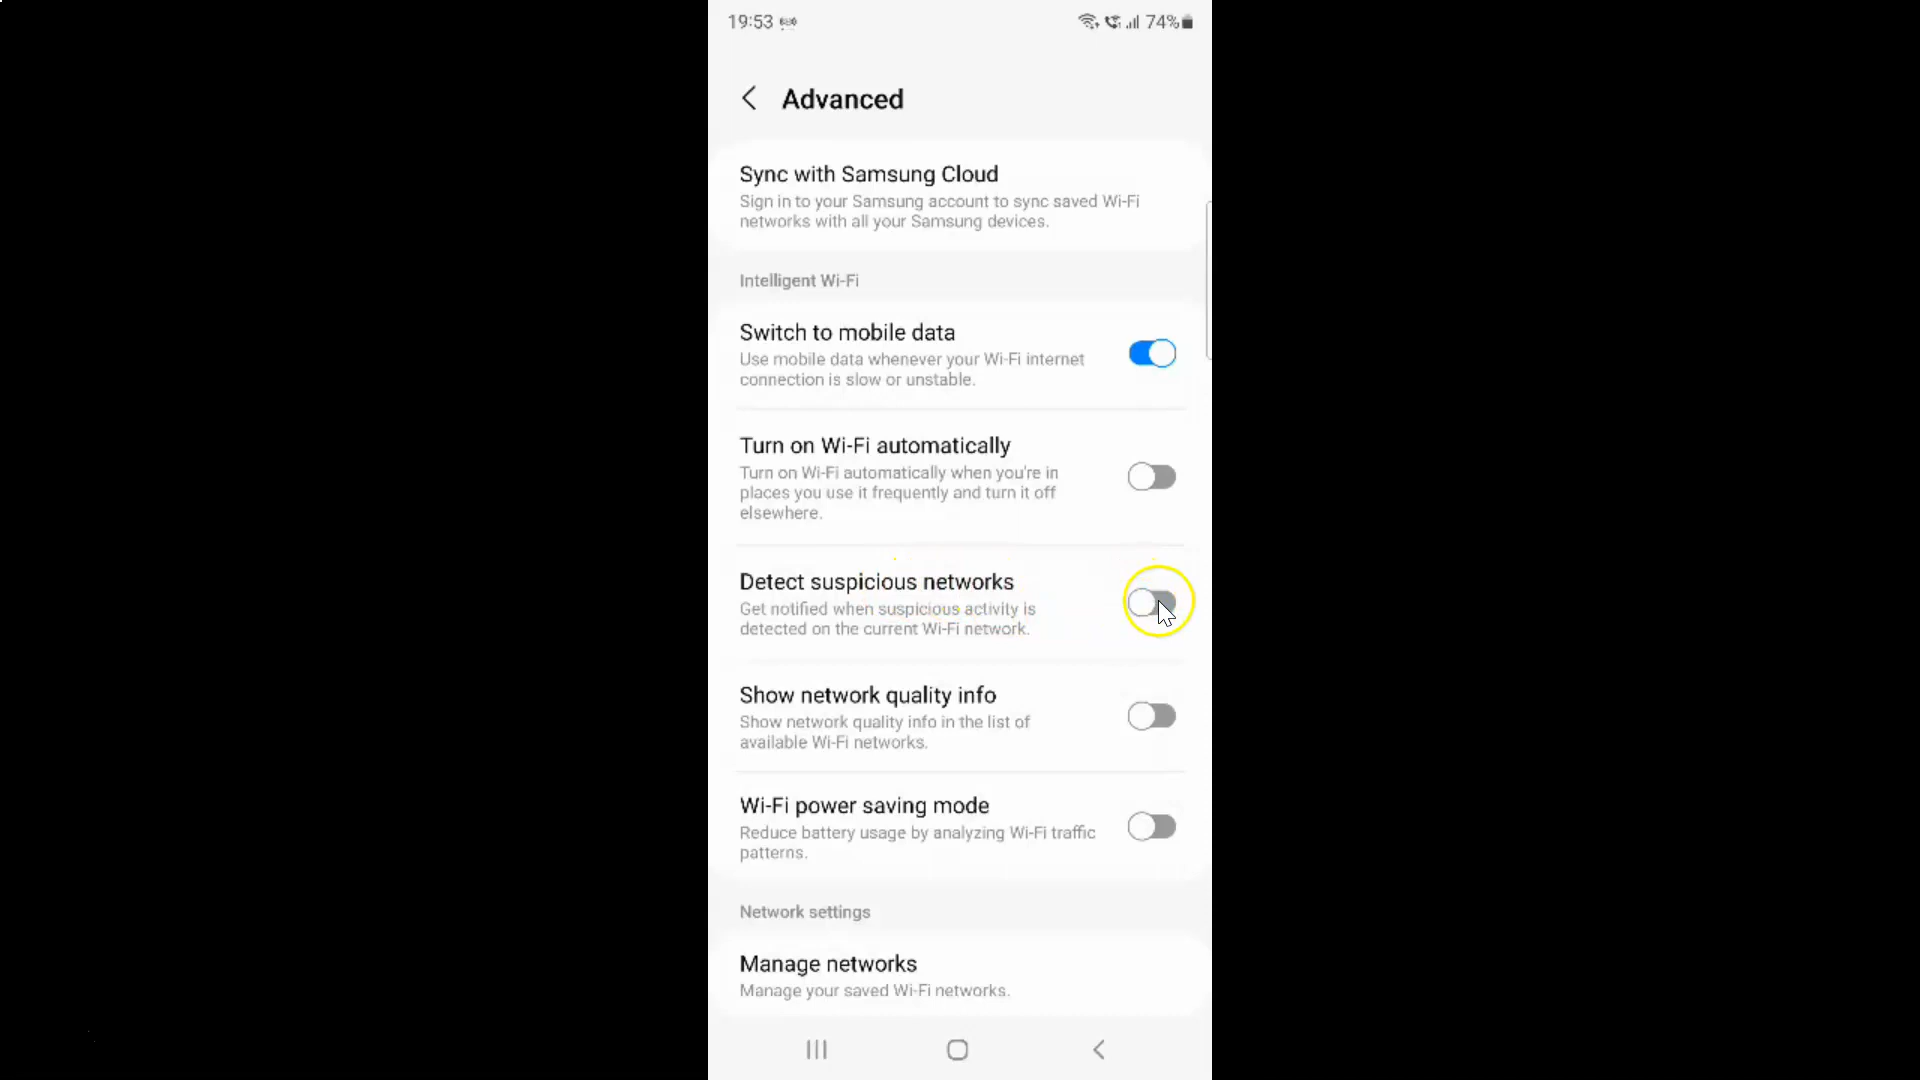 19:53 74%
Advanced
Sync with Samsung Cloud
Sign in to your Samsung account to sync saved Wi-Fi
networks with all your Samsung devices.
Intelligent Wi-Fi
Switch to mobile data
Use mobile data whenever your Wi-Fi internet
connection is slow or unstable.
Turn on Wi-Fi automatically
Turn on Wi-Fi automatically when you're in
places you use it frequently and turn it off
elsewhere.
Detect suspicious networks
Get notified when suspicious activity is
detected on the current Wi-Fi network.
Show network quality info
Show network quality info in the list of
available Wi-Fi networks.
Wi-Fi power saving mode
Reduce battery usage by analyzing Wi-Fi traffic
patterns.
Network settings
Manage networks
Manage your saved Wi-Fi networks.